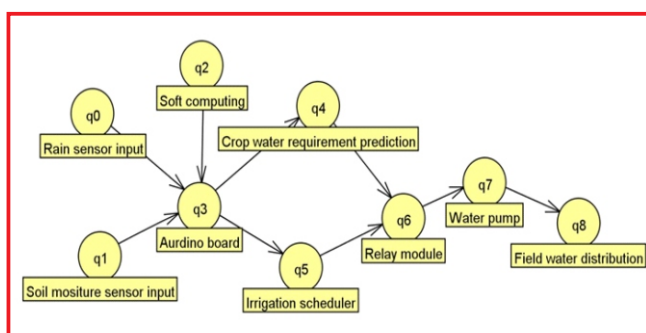 q2
Soft computing
q0
Rain sensor input
q4
Crop water requirement prediction
q3
Aurdino board
q7
Water pump
q6
Relay module
q8
Field water distribution
q1
Soil mositure sensor input
q5
Irrigation scheduler